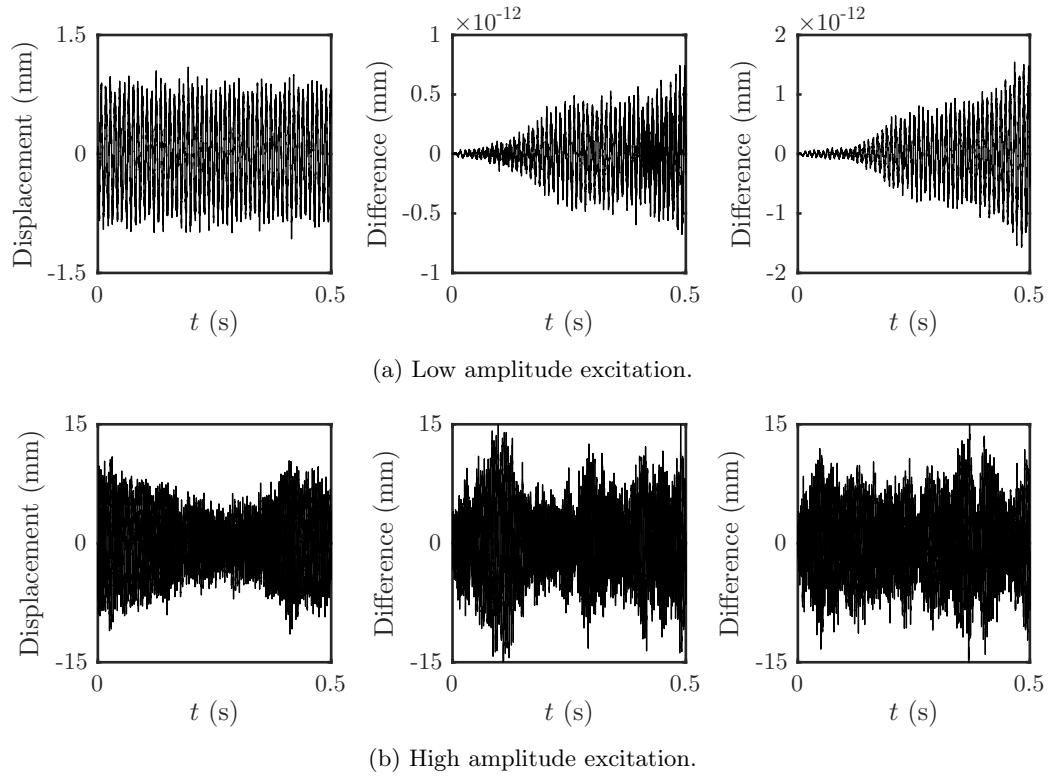 ×10⁻¹² ×10⁻¹²
1.5 1 2
Displacement (mm) Difference (mm) Difference (mm)
0.5 1
0 0 0
-0.5 -1
-1.5 -1 -2
0 0.5 0 0.5 0 0.5
t (s) t (s) t (s)
(a) Low amplitude excitation.
15 15 15
Displacement (mm) Difference (mm) Difference (mm)
0 0 0
-15 -15 -15
0 0.5 0 0.5 0 0.5
t (s) t (s) t (s)
(b) High amplitude excitation.